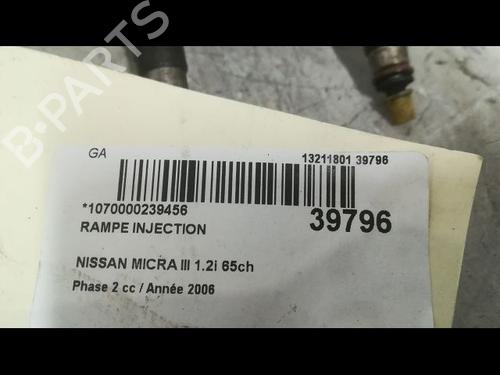 B-PARTS
GA
13211801 39796
*1070000239456
39796
RAMPE INJECTION
NISSAN MICRA III 1.2i 65ch
Phase 2 cc / Année 2006